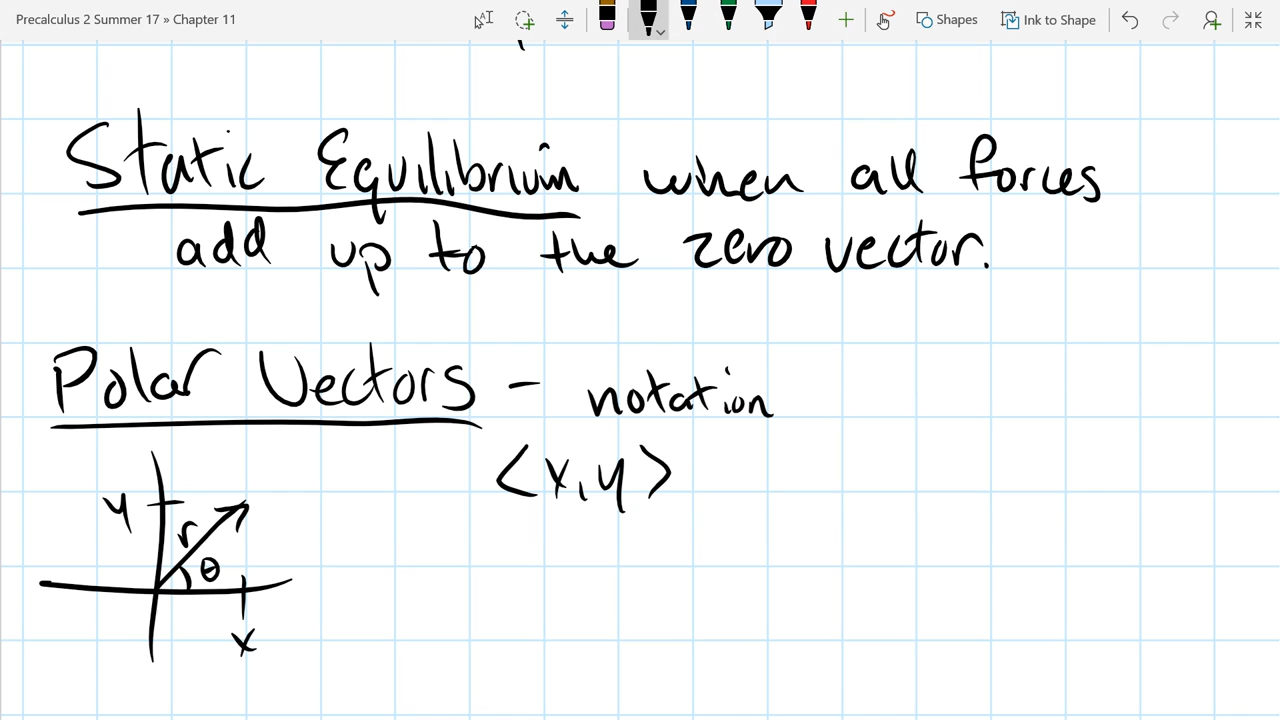 Precalculus 2 Summer 17 » Chapter 11
Shapes
Ink to Shape
Static Equilibrium when all forces
add up to the zero vector.
Polar Vectors - notation
<x,y>
y
r
θ
x